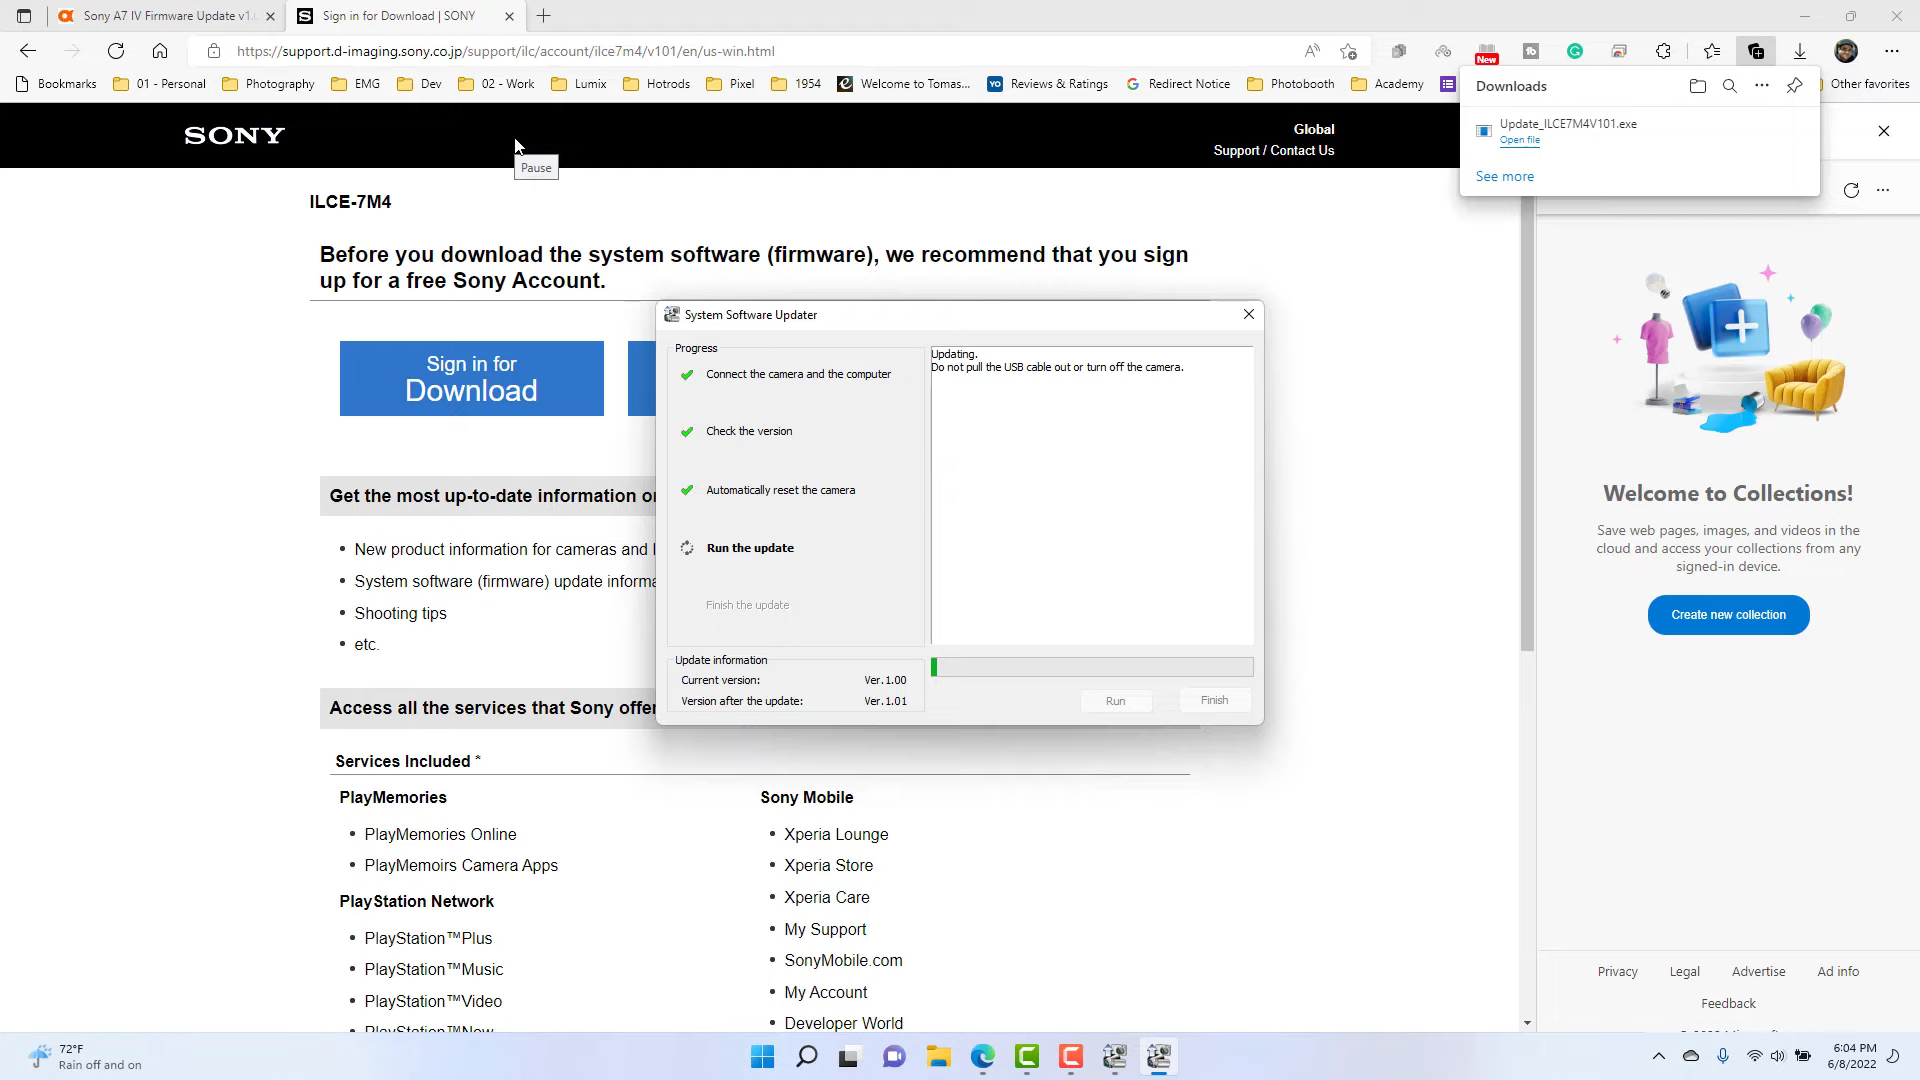 Sony A7 IV Firmware Update v1.0
Sign in for Download | SONY
https://support.d-imaging.sony.co.jp/support/ilc/account/ilce7m4/v101/en/us-win.html
New
Bookmarks
01 - Personal
Photography
EMG
Dev
02 - Work
Lumix
Hotrods
Pixel
1954
Welcome to Tomas...
YO
Reviews & Ratings
Redirect Notice
Photobooth
Academy
Other favorites
Downloads
Update_ILCE7M4V101.exe
Open file
See more
SONY
Pause
Global
Support / Contact Us
ILCE-7M4
Before you download the system software (firmware), we recommend that you sign
up for a free Sony Account.
Sign in for
Download
Get the most up-to-date information
New product information for cameras and
System software (firmware) update
Shooting tips
etc.
Access all the services that Sony
Services Included *
PlayMemories
PlayMemories Online
PlayMemoirs Camera Apps
PlayStation Network
PlayStation™Plus
PlayStation™Music
PlayStation™Video
PlayStation™Now
Sony Mobile
Xperia Lounge
Xperia Store
Xperia Care
My Support
SonyMobile.com
My Account
Developer World
System Software Updater
Progress
Connect the camera and the computer
Check the version
Automatically reset the camera
Run the update
Finish the update
Updating.
Do not pull the USB cable out or turn off the camera.
Update information
Current version: Ver.1.00
Version after the update: Ver.1.01
Run
Finish
Welcome to Collections!
Save web pages, images, and videos in the
cloud and access your collections from any
signed-in device.
Create new collection
Privacy
Legal
Advertise
Ad info
Feedback
72°F
Rain off and on
6:04 PM
6/8/2022